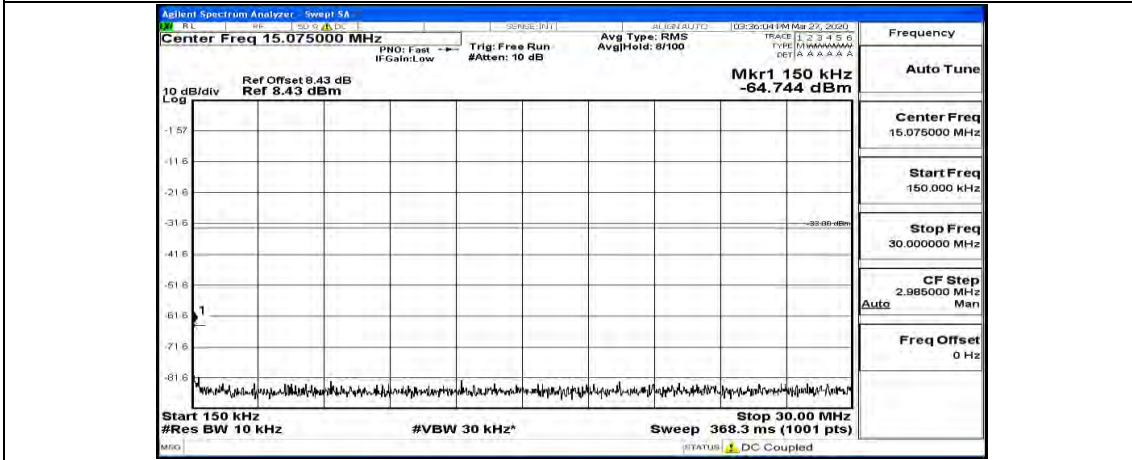 Agilent Spectrum Analyzer - Swept SA
RL RF 50 Ω DC SENSE:INT ALIGN AUTO 03:36:04 PM Mar 27, 2020
Center Freq 15.075000 MHz
PNO: Fast
IFGain:Low
Trig: Free Run
#Atten: 10 dB
Avg Type: RMS
Avg|Hold: 8/100
TRACE 1 2 3 4 5 6
TYPE M WWWWW
DET A A A A A A
Ref Offset 8.43 dB
Ref 8.43 dBm
10 dB/div
Log
Mkr1 150 kHz
-64.744 dBm
-1.57
-11.6
-21.6
-31.6
-33.00 dBm
-41.6
-51.6
-61.6
1
-71.6
-81.6
Start 150 kHz
Stop 30.00 MHz
#Res BW 10 kHz
#VBW 30 kHz*
Sweep 368.3 ms (1001 pts)
MSG
STATUS DC Coupled
Frequency
Auto Tune
Center Freq
15.075000 MHz
Start Freq
150.000 kHz
Stop Freq
30.000000 MHz
CF Step
2.985000 MHz
Auto Man
Freq Offset
0 Hz